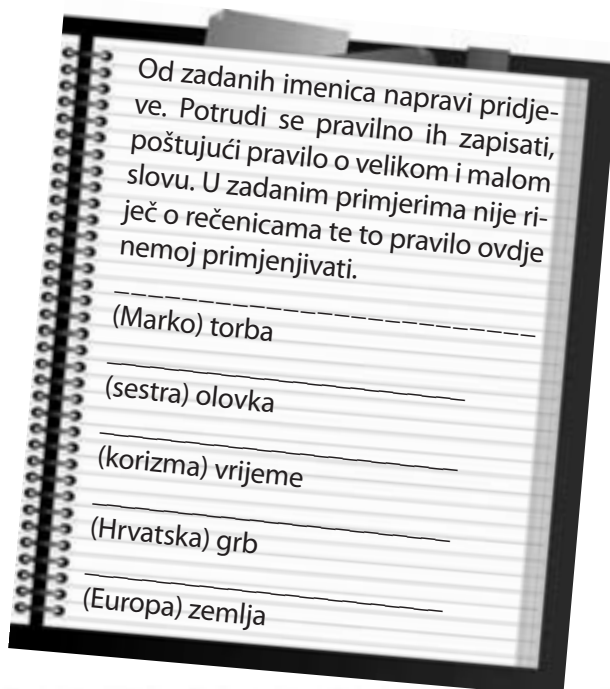 Od zadanih imenica napravi pridje-
ve. Potrudi se pravilno ih zapisati,
poštujući pravilo o velikom i malom
slovu. U zadanim primjerima nije ri-
ječ o rečenicama te to pravilo ovdje
nemoj primjenjivati.
(Marko) torba
(sestra) olovka
(korizma) vrijeme
(Hrvatska) grb
(Europa) zemlja